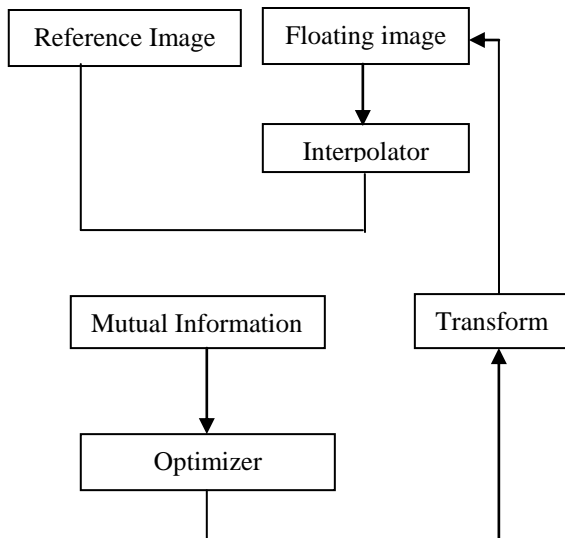 Reference Image
Floating image
Interpolator
Mutual Information
Transform
Optimizer